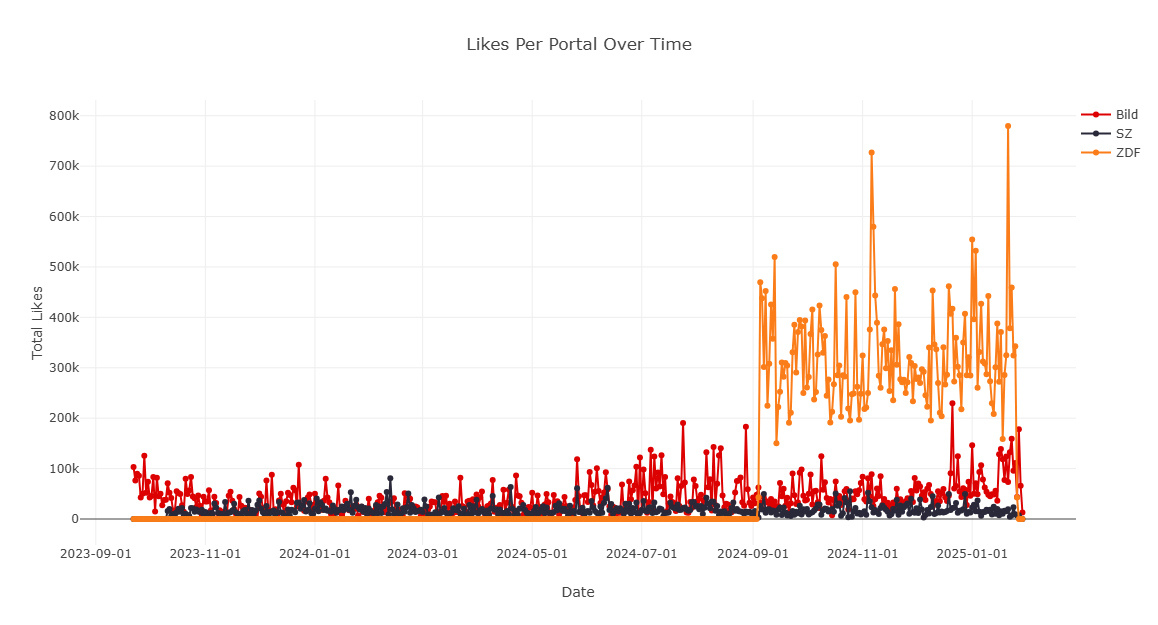 Likes Per Portal Over Time
800k
700k
600k
500k
400k
300k
200k
100k
0
Total Likes
2023-09-01
2023-11-01
2024-01-01
2024-03-01
2024-05-01
2024-07-01
2024-09-01
2024-11-01
2025-01-01
Date
Bild
SZ
ZDF